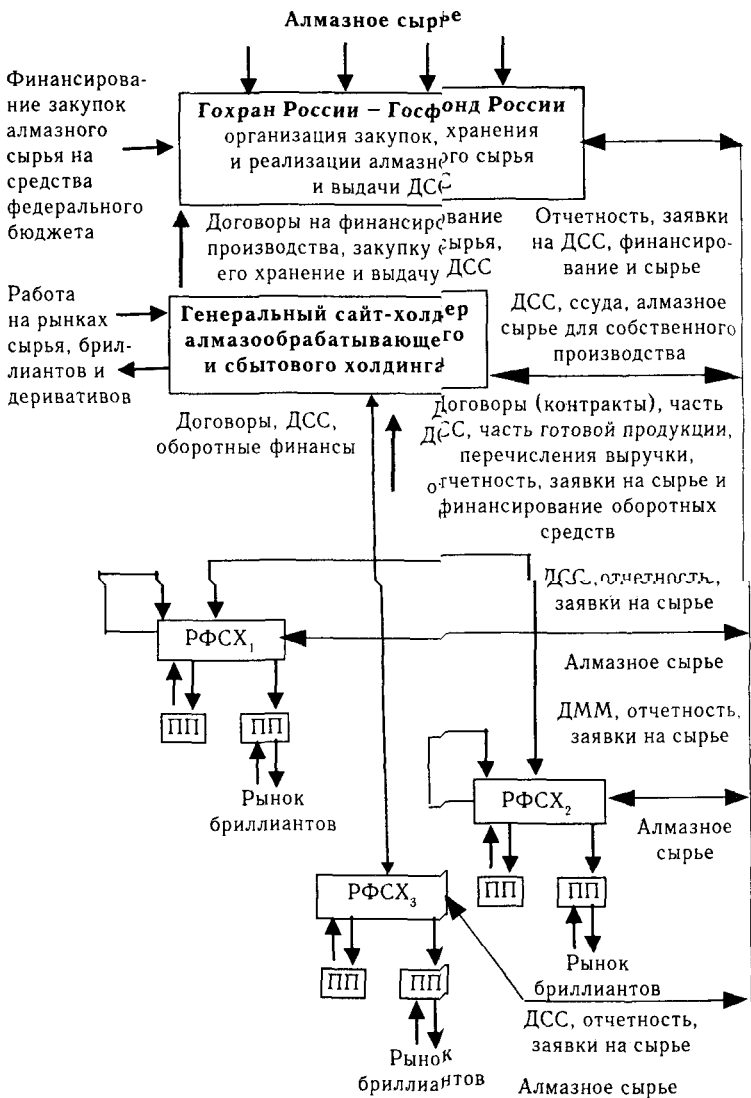 Алмазное сырье
Финансирова-
ние закупок
алмазного
сырья на
средства
федерального
бюджета
Гохран России – Госфонд России
организация закупок, хранения
и реализации алмазного сырья
и выдачи ДСС
Договоры на финансирование
производства, закупку сырья,
его хранение и выдачу ДСС
Отчетность, заявки
на ДСС, финансиро-
вание и сырье
Работа
на рынках
сырья, брил-
лиантов и
деривативов
Генеральный сайт-холдер
алмазообрабатывающего
и сбытового холдинга
ДСС, ссуда, алмазное
сырье для собственного
производства
Договоры, ДСС,
оборотные финансы
Договоры (контракты), часть
ДСС, часть готовой продукции,
перечисления выручки,
отчетность, заявки на сырье и
финансирование оборотных
средств
ДСС, отчетность,
заявки на сырье
РФСХ1
Алмазное сырье
ПП
ПП
Рынок
бриллиантов
ДММ, отчетность,
заявки на сырье
РФСХ2
Алмазное
сырье
ПП
ПП
Рынок
бриллиантов
РФСХ3
ПП
ПП
Рынок
бриллиантов
ДСС, отчетность,
заявки на сырье
Алмазное сырье